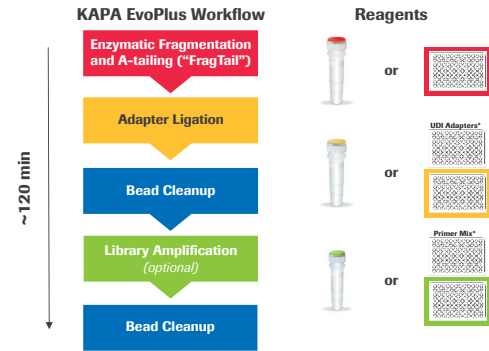 KAPA EvoPlus Workflow
Reagents
Enzymatic Fragmentation
and A-tailing (“FragTail”)
or
Adapter Ligation
UDI Adapters*
or
Bead Cleanup
~120 min
Library Amplification
(optional)
Primer Mix*
or
Bead Cleanup